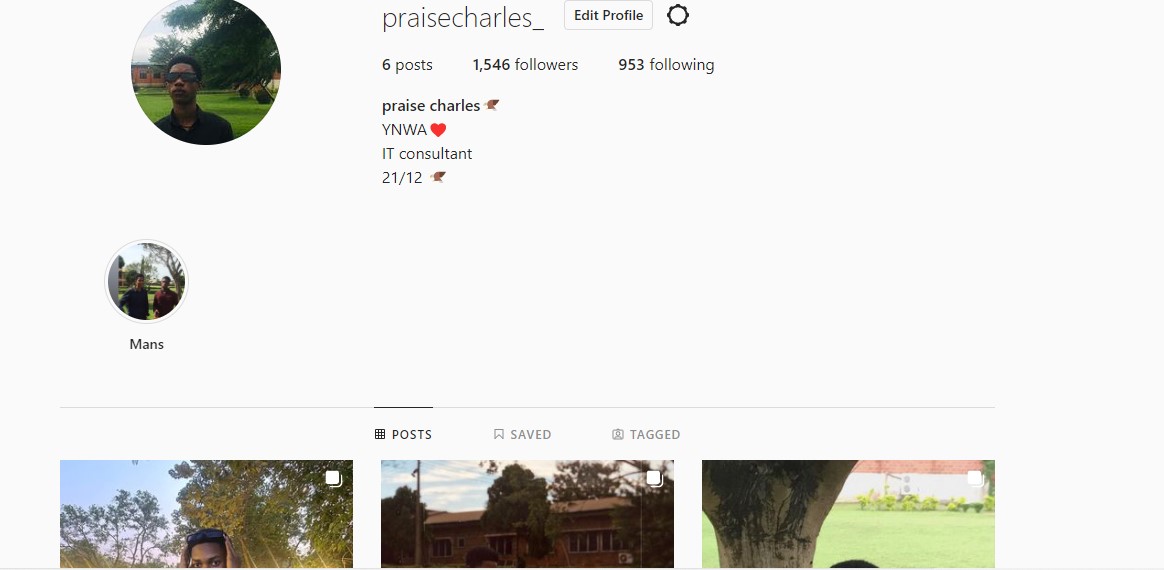 praisecharles_ Edit Profile
6 posts 1,546 followers 953 following
praise charles 🦅
YNWA ❤️
IT consultant
21/12 🦅
Mans
POSTS SAVED TAGGED